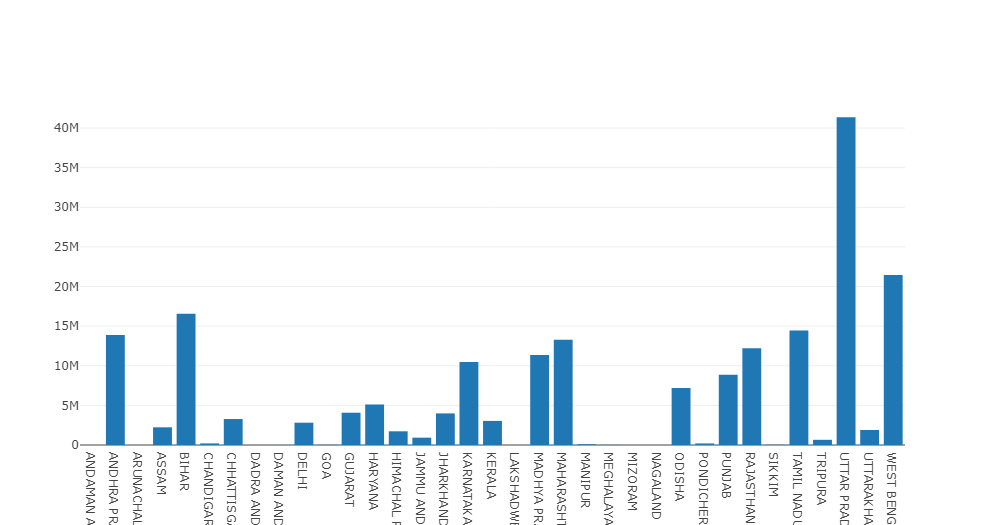 40M
35M
30M
25M
20M
15M
10M
5M
0
ANDAMAN A
ANDHRA PR.
ARUNACHAL
ASSAM
BIHAR
CHANDIGAR
CHHATTISG
DADRA AND
DAMAN AND
DELHI
GOA
GUJARAT
HARYANA
HIMACHAL P
JAMMU AND
JHARKHAND
KARNATAKA
KERALA
LAKSHADWE
MADHYA PR.
MAHARASHT
MANIPUR
MEGHALAYA
MIZORAM
NAGALAND
ODISHA
PONDICHER
PUNJAB
RAJASTHAN
SIKKIM
TAMIL NADU
TRIPURA
UTTAR PRAD
UTTARAKHA
WEST BENG